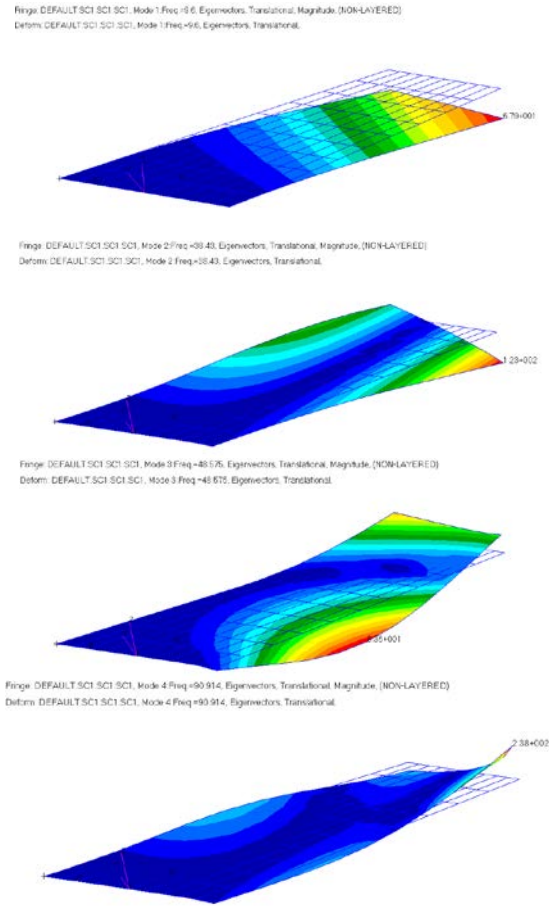 Fringe: DEFAULT.SC1.SC1.SC1, Mode 1:Freq.=9.6, Eigenvectors, Translational, Magnitude, (NON-LAYERED)
Deform: DEFAULT.SC1.SC1.SC1, Mode 1:Freq.=9.6, Eigenvectors, Translational,
6.79+001
Fringe: DEFAULT.SC1.SC1.SC1, Mode 2:Freq.=38.43, Eigenvectors, Translational, Magnitude, (NON-LAYERED)
Deform: DEFAULT.SC1.SC1.SC1, Mode 2:Freq.=38.43, Eigenvectors, Translational,
1.28+002
Fringe: DEFAULT.SC1.SC1.SC1, Mode 3:Freq.=48.575, Eigenvectors, Translational, Magnitude, (NON-LAYERED)
Deform: DEFAULT.SC1.SC1.SC1, Mode 3:Freq.=48.575, Eigenvectors, Translational,
Fringe: DEFAULT.SC1.SC1.SC1, Mode 4:Freq.=90.914, Eigenvectors, Translational, Magnitude, (NON-LAYERED)
Deform: DEFAULT.SC1.SC1.SC1, Mode 4:Freq.=90.914, Eigenvectors, Translational,
2.38+002